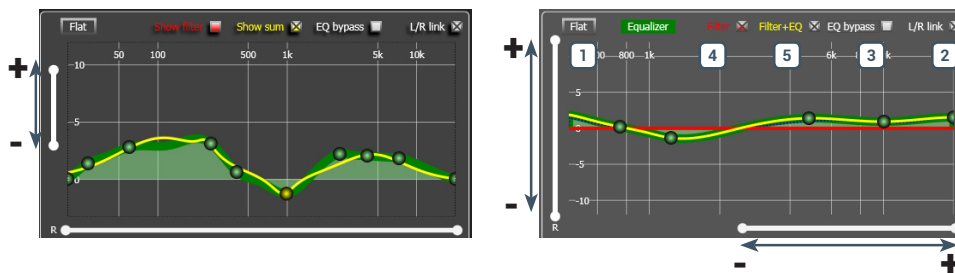 Flat Show filter Show sum EQ bypass L/R link
50 100 500 1k 5k 10k
+
10
5
-
0
R
Flat Equalizer Filter Filter+EQ EQ bypass L/R link
+
1 800 1k 4 5 6k 3 2
5
0
-5
-10
-
R
- +